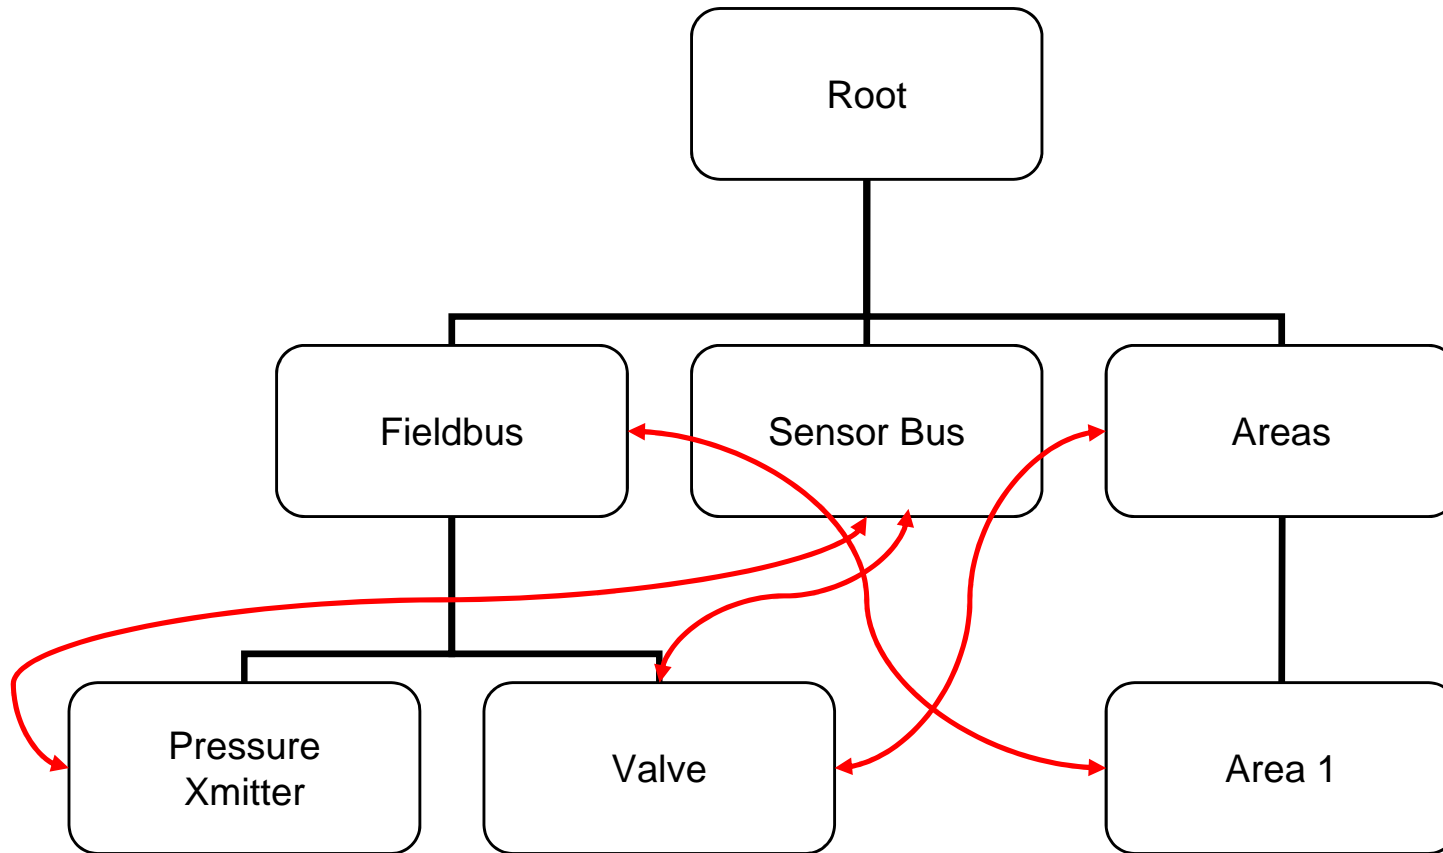 Root
Fieldbus
Sensor Bus
Areas
Pressure
Xmitter
Valve
Area 1